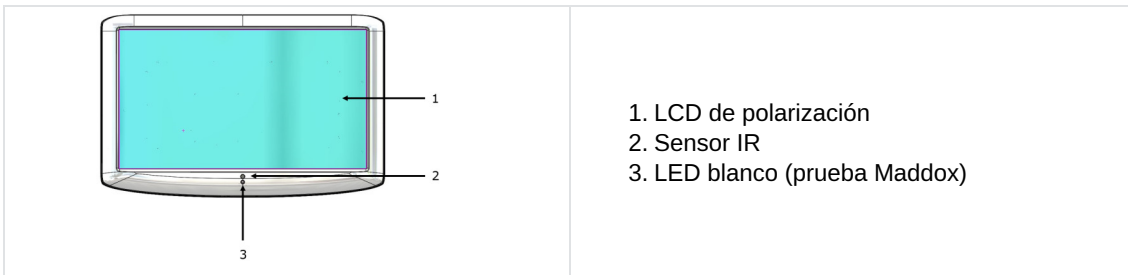 1
2
3
1. LCD de polarización
2. Sensor IR
3. LED blanco (prueba Maddox)